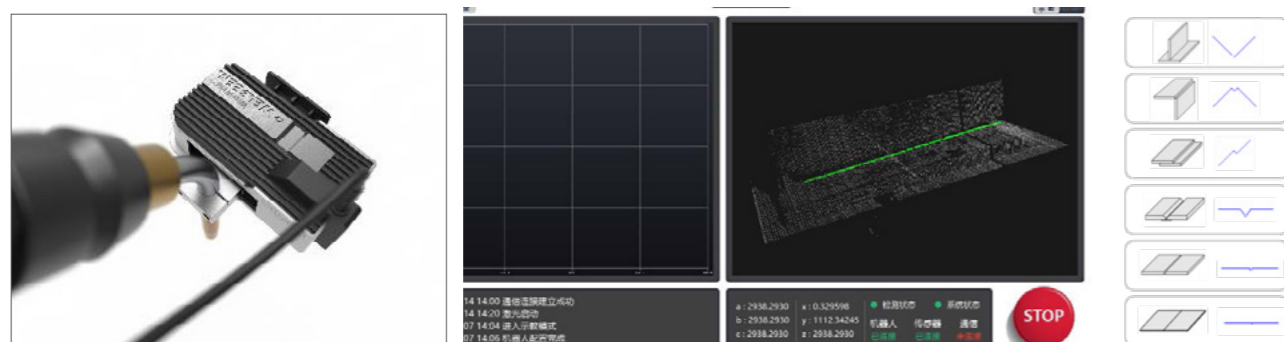 14 14:00 通信连接建立成功
14 14:20 激光启动
07 14:04 进入示教模式
07 14:06 机器人配置完成
a : 2938.2930
x : 0.329598
检测状态
系统状态
b : 2938.2930
y : 1112.34245
机器人
传感器
通信
c : 2938.2930
z : 2938.2930
已连接
已连接
未连接
STOP